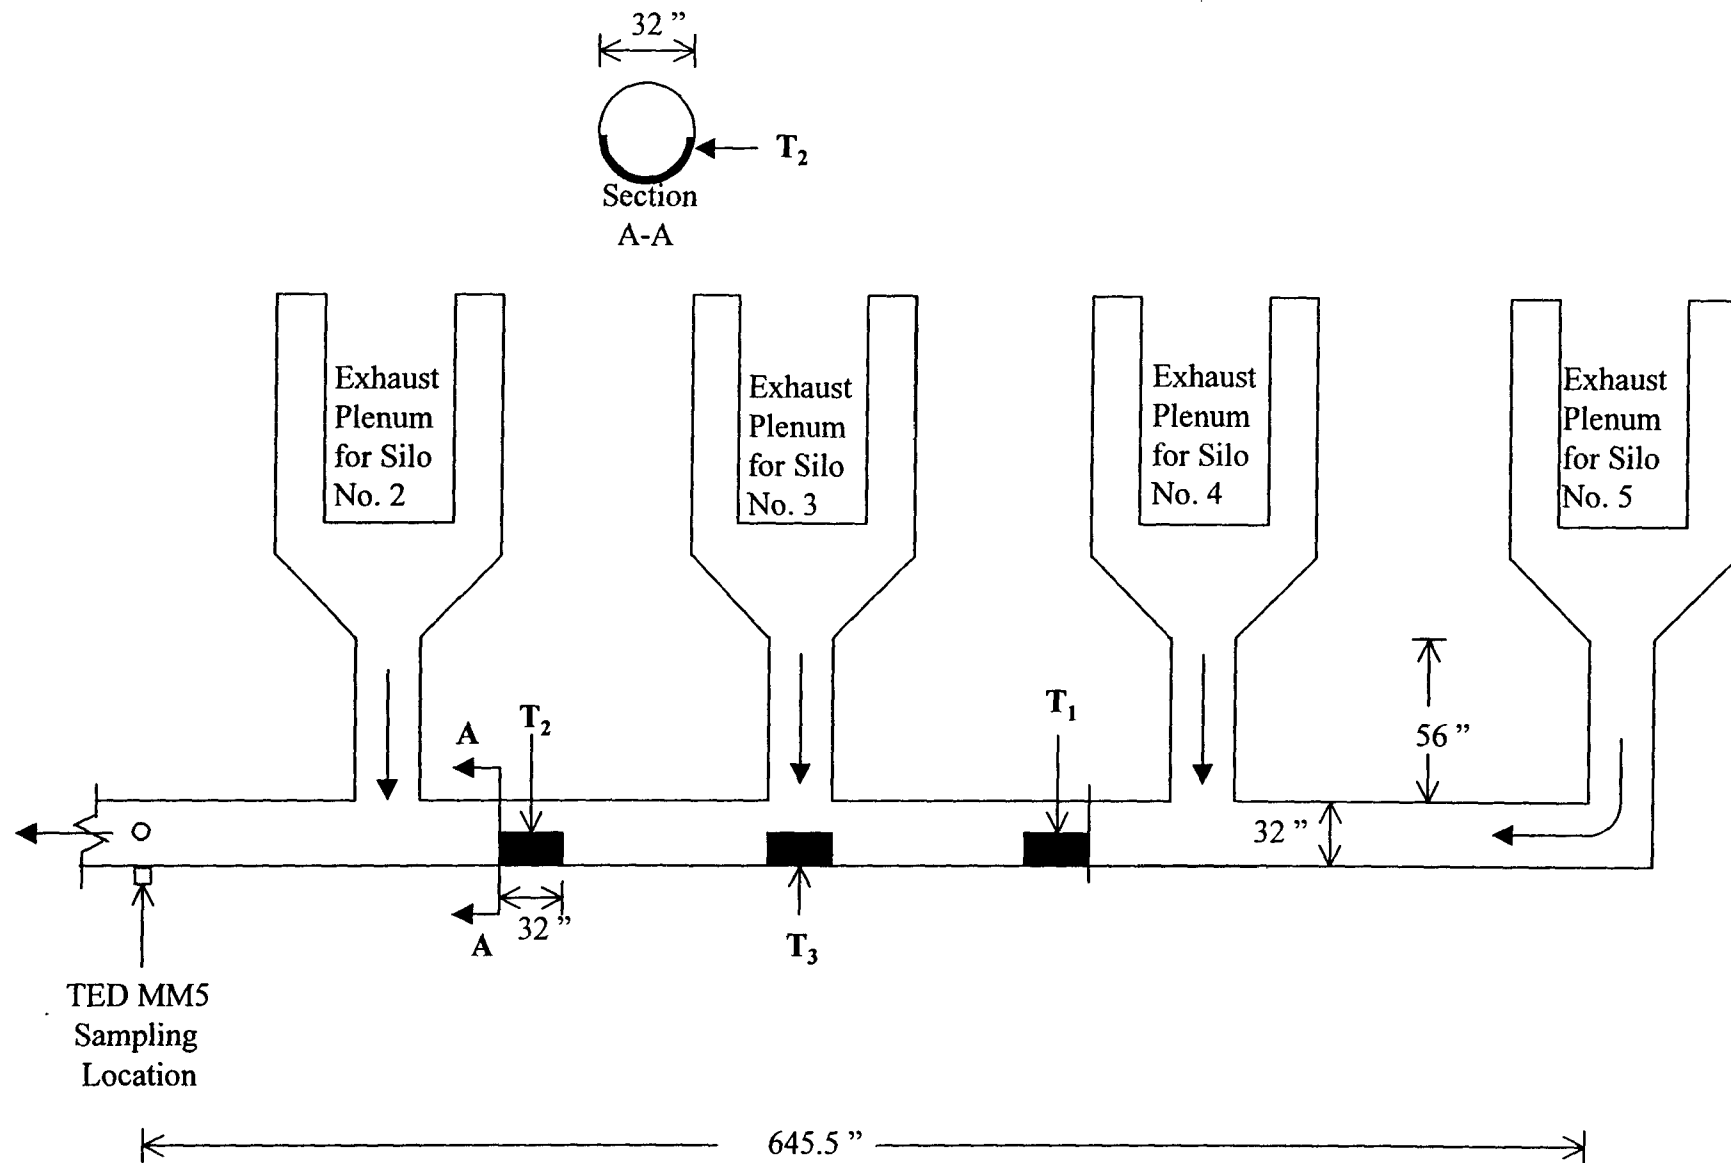 32 ”
T2
Section
A-A
Exhaust
Plenum
for Silo
No. 2
Exhaust
Plenum
for Silo
No. 3
Exhaust
Plenum
for Silo
No. 4
Exhaust
Plenum
for Silo
No. 5
A
T2
T1
56 ”
32 ”
32 ”
A
T3
TED MM5
Sampling
Location
645.5 ”